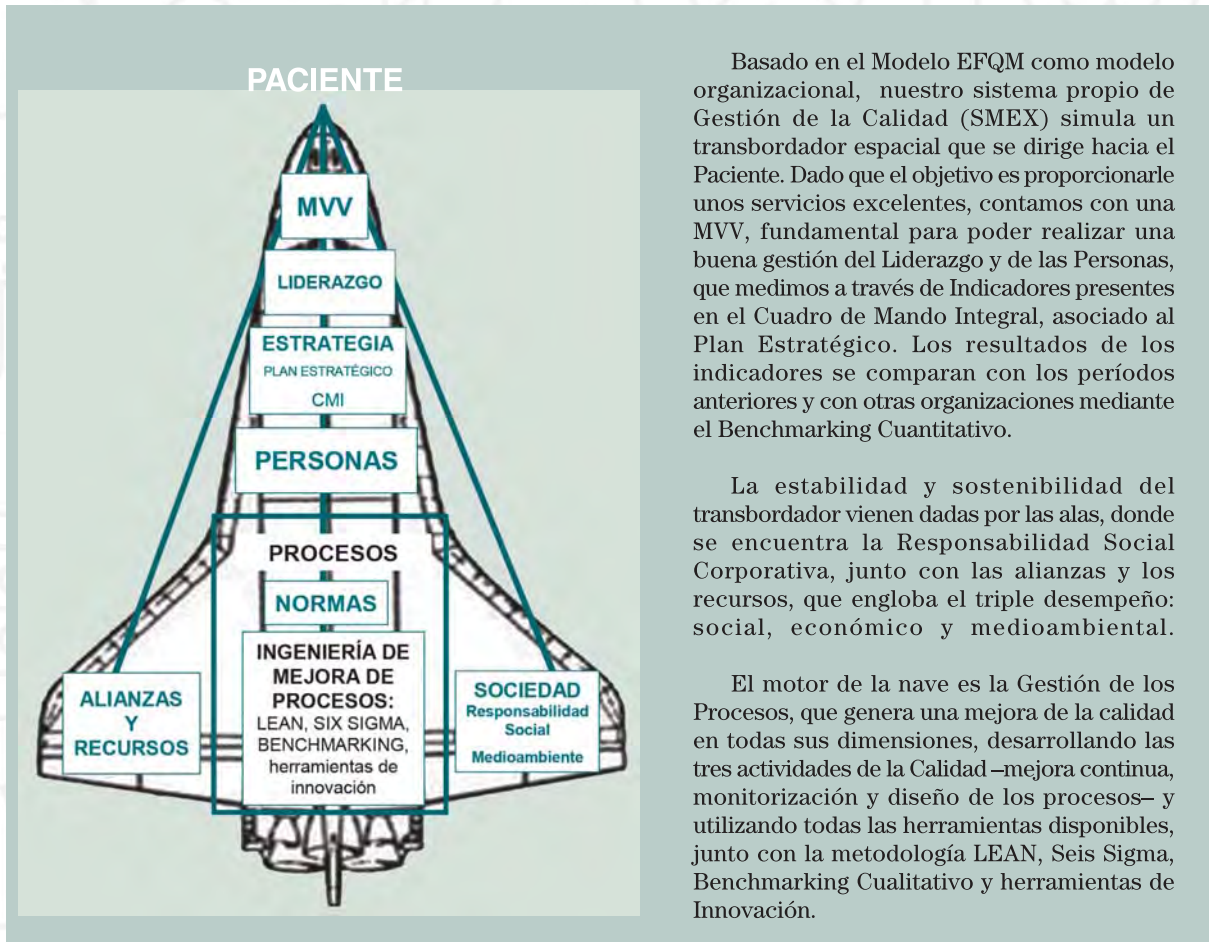 PACIENTE
MVV
LIDERAZGO
ESTRATEGIA
PLAN ESTRATÉGICO
CMI
PERSONAS
PROCESOS
NORMAS
INGENIERÍA DE
MEJORA DE
PROCESOS:
LEAN, SIX SIGMA,
BENCHMARKING,
herramientas de
innovación
ALIANZAS
Y
RECURSOS
SOCIEDAD
Responsabilidad
Social
Medioambiente
Basado en el Modelo EFQM como modelo
organizacional, nuestro sistema propio de
Gestión de la Calidad (SMEX) simula un
transbordador espacial que se dirige hacia el
Paciente. Dado que el objetivo es proporcionarle
unos servicios excelentes, contamos con una
MVV, fundamental para poder realizar una
buena gestión del Liderazgo y de las Personas,
que medimos a través de Indicadores presentes
en el Cuadro de Mando Integral, asociado al
Plan Estratégico. Los resultados de los
indicadores se comparan con los períodos
anteriores y con otras organizaciones mediante
el Benchmarking Cuantitativo.
La estabilidad y sostenibilidad del
transbordador vienen dadas por las alas, donde
se encuentra la Responsabilidad Social
Corporativa, junto con las alianzas y los
recursos, que engloba el triple desempeño:
social, económico y medioambiental.
El motor de la nave es la Gestión de los
Procesos, que genera una mejora de la calidad
en todas sus dimensiones, desarrollando las
tres actividades de la Calidad –mejora continua,
monitorización y diseño de los procesos– y
utilizando todas las herramientas disponibles,
junto con la metodología LEAN, Seis Sigma,
Benchmarking Cualitativo y herramientas de
Innovación.